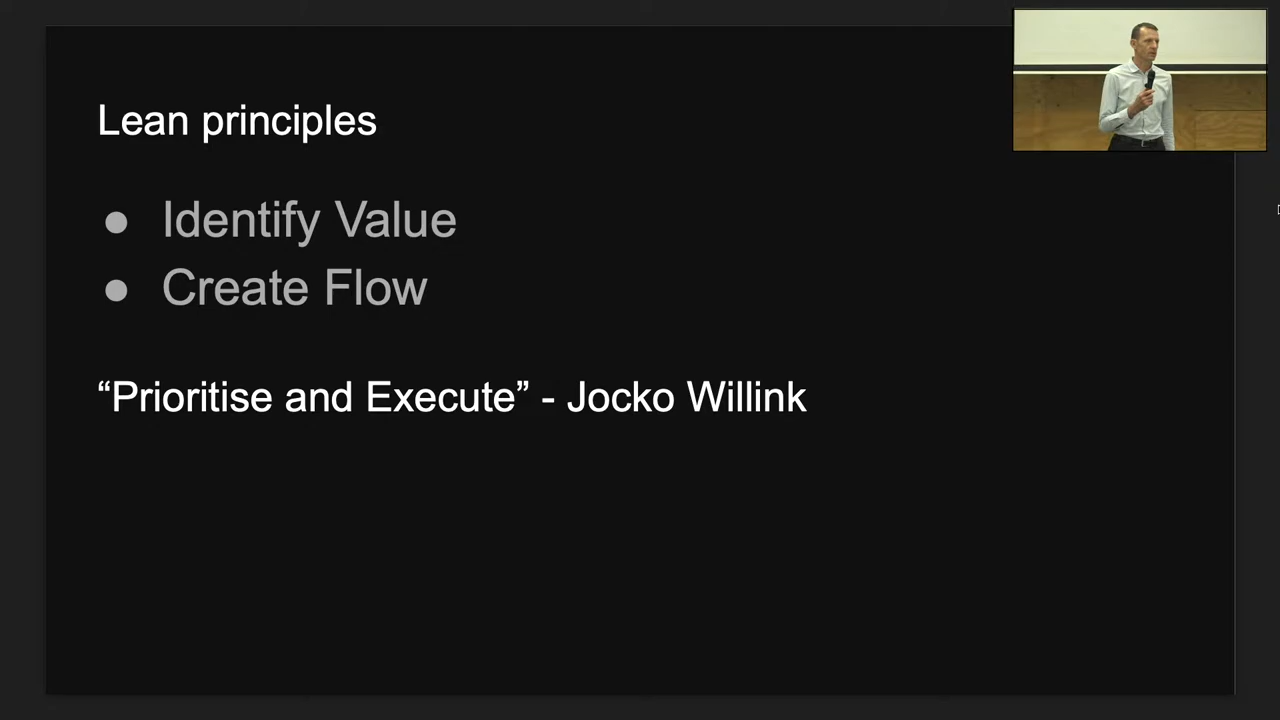 Lean principles
● Identify Value
● Create Flow
“Prioritise and Execute” - Jocko Willink